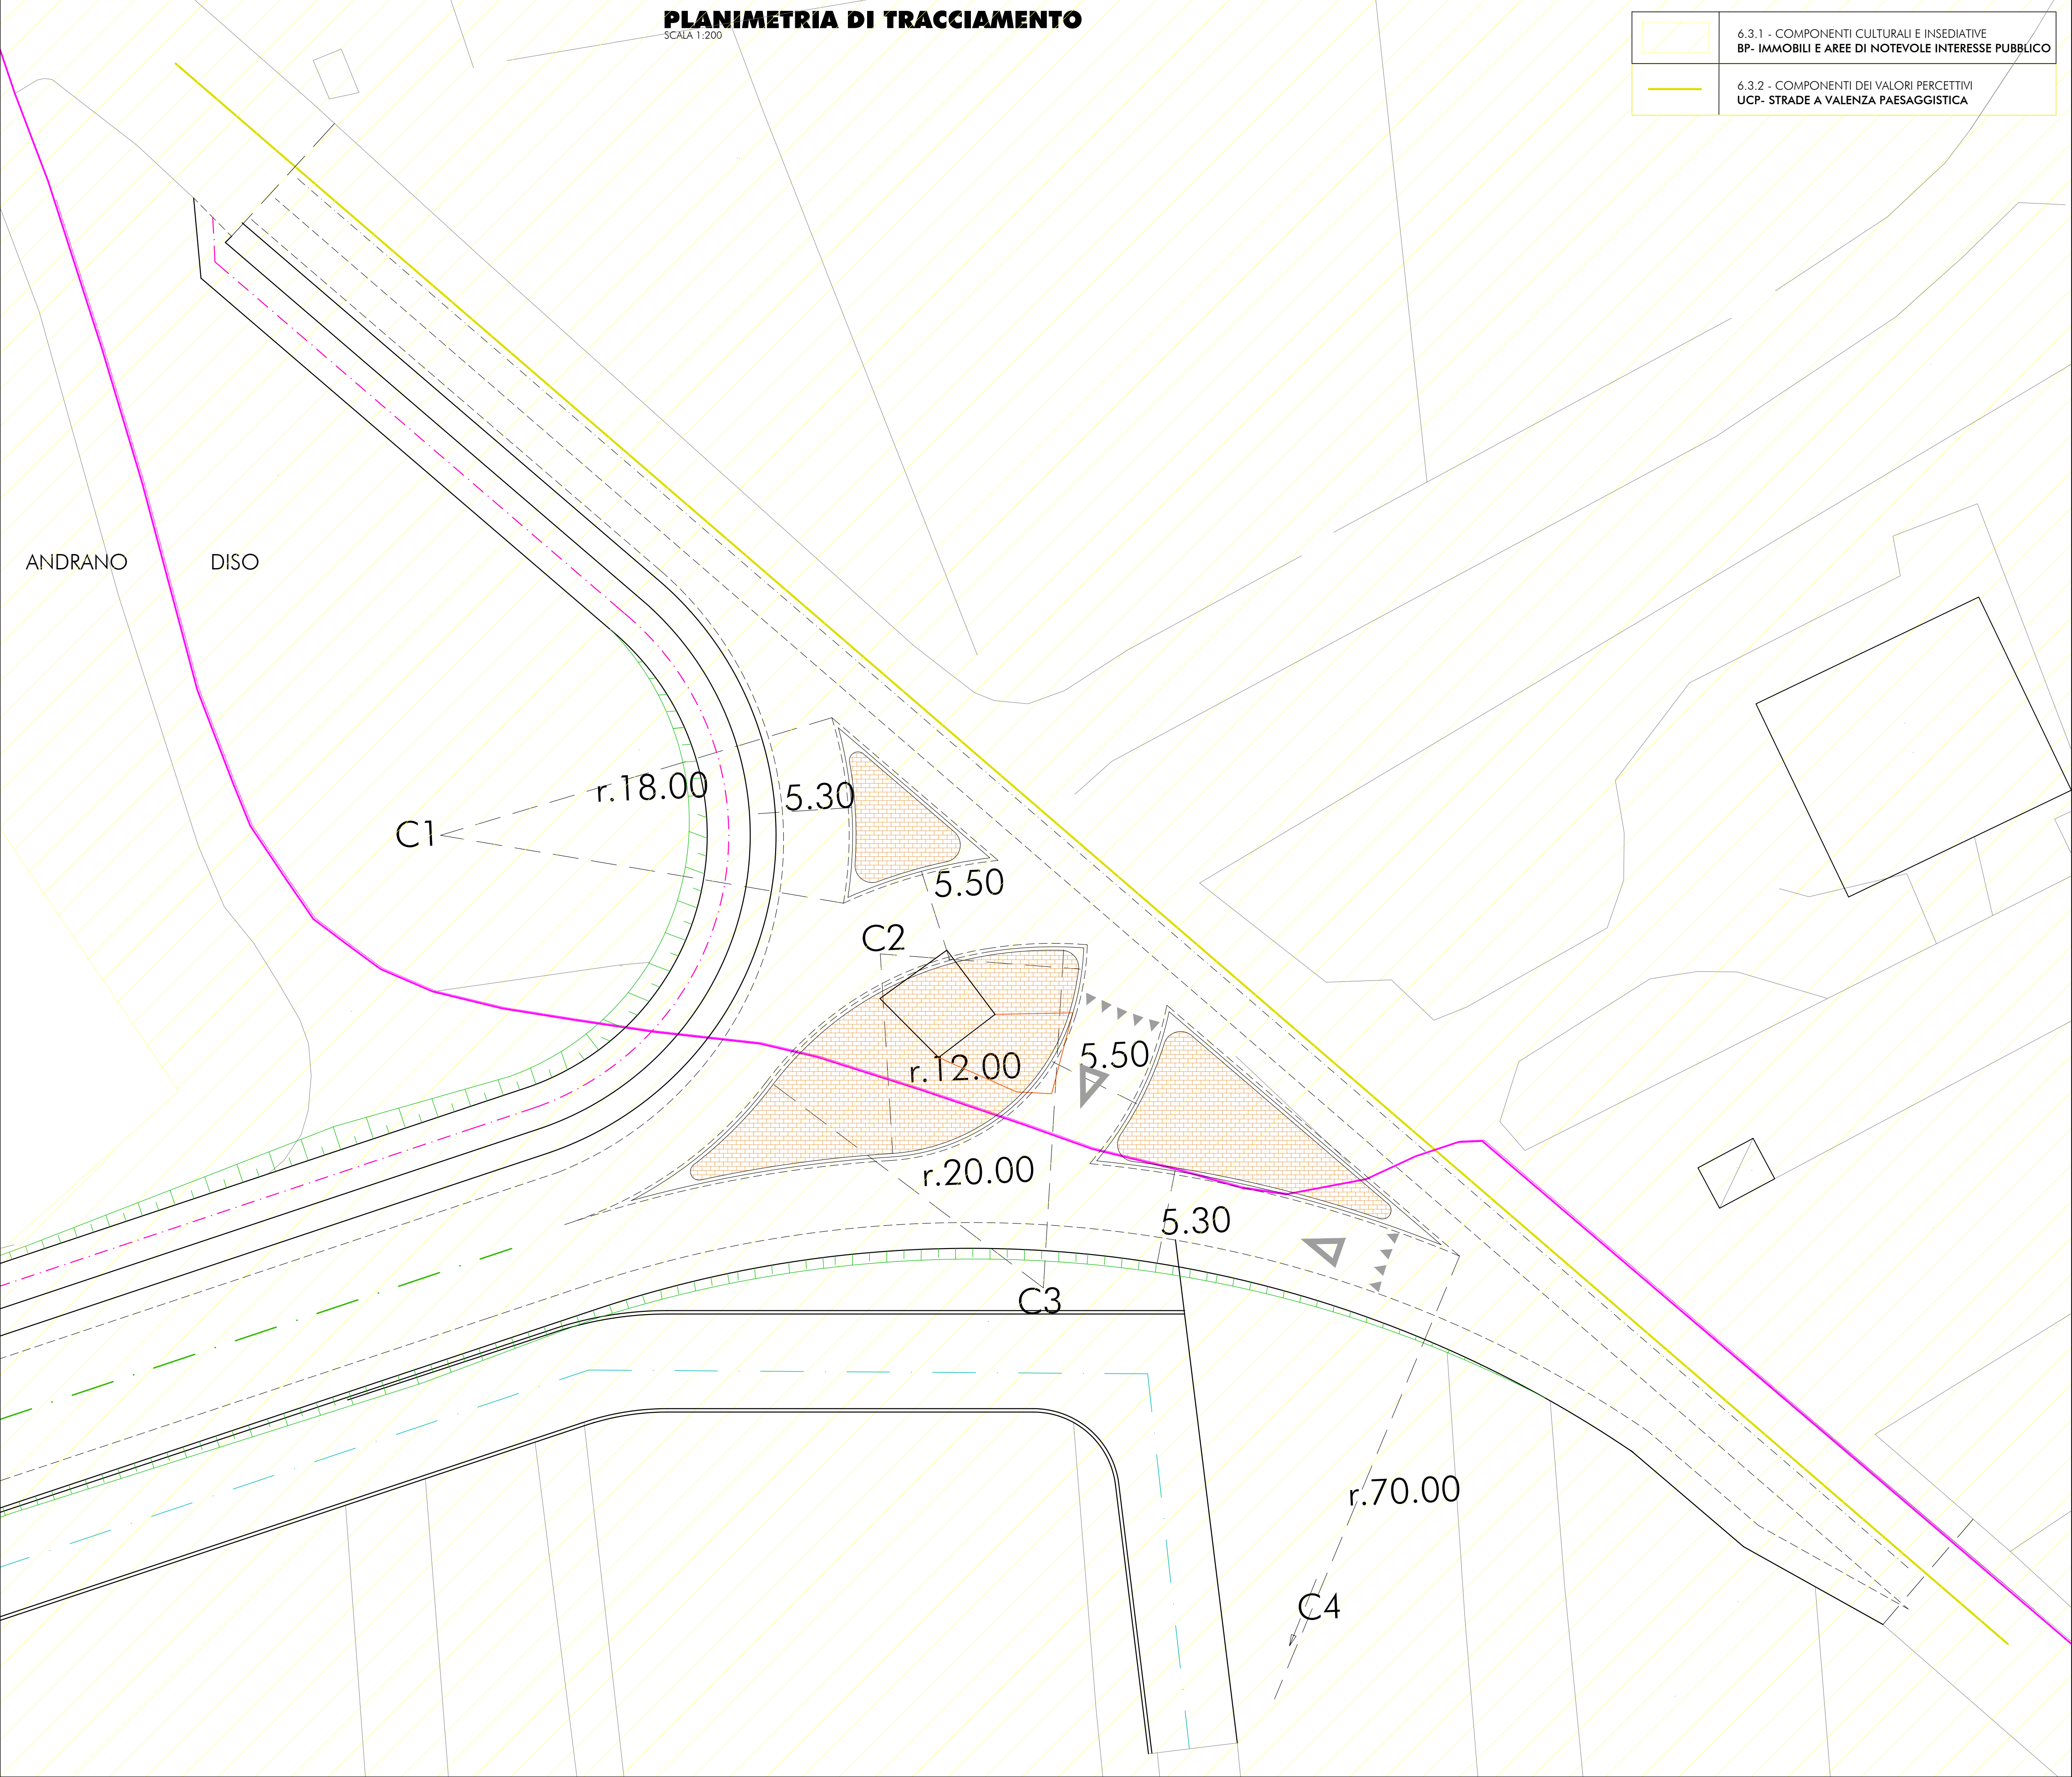 PLANIMETRIA DI TRACCIAMENTO
SCALA 1:200
6.3.1 - COMPONENTI CULTURALI E INSEDIATIVE
BP- IMMOBILI E AREE DI NOTEVOLE INTERESSE PUBBLICO
6.3.2 - COMPONENTI DEI VALORI PERCETTIVI
UCP- STRADE A VALENZA PAESAGGISTICA
ANDRANO
DISO
r.18.00
5.30
C1
5.50
C2
5.50
r.12.00
r.20.00
5.30
C3
r.70.00
C4